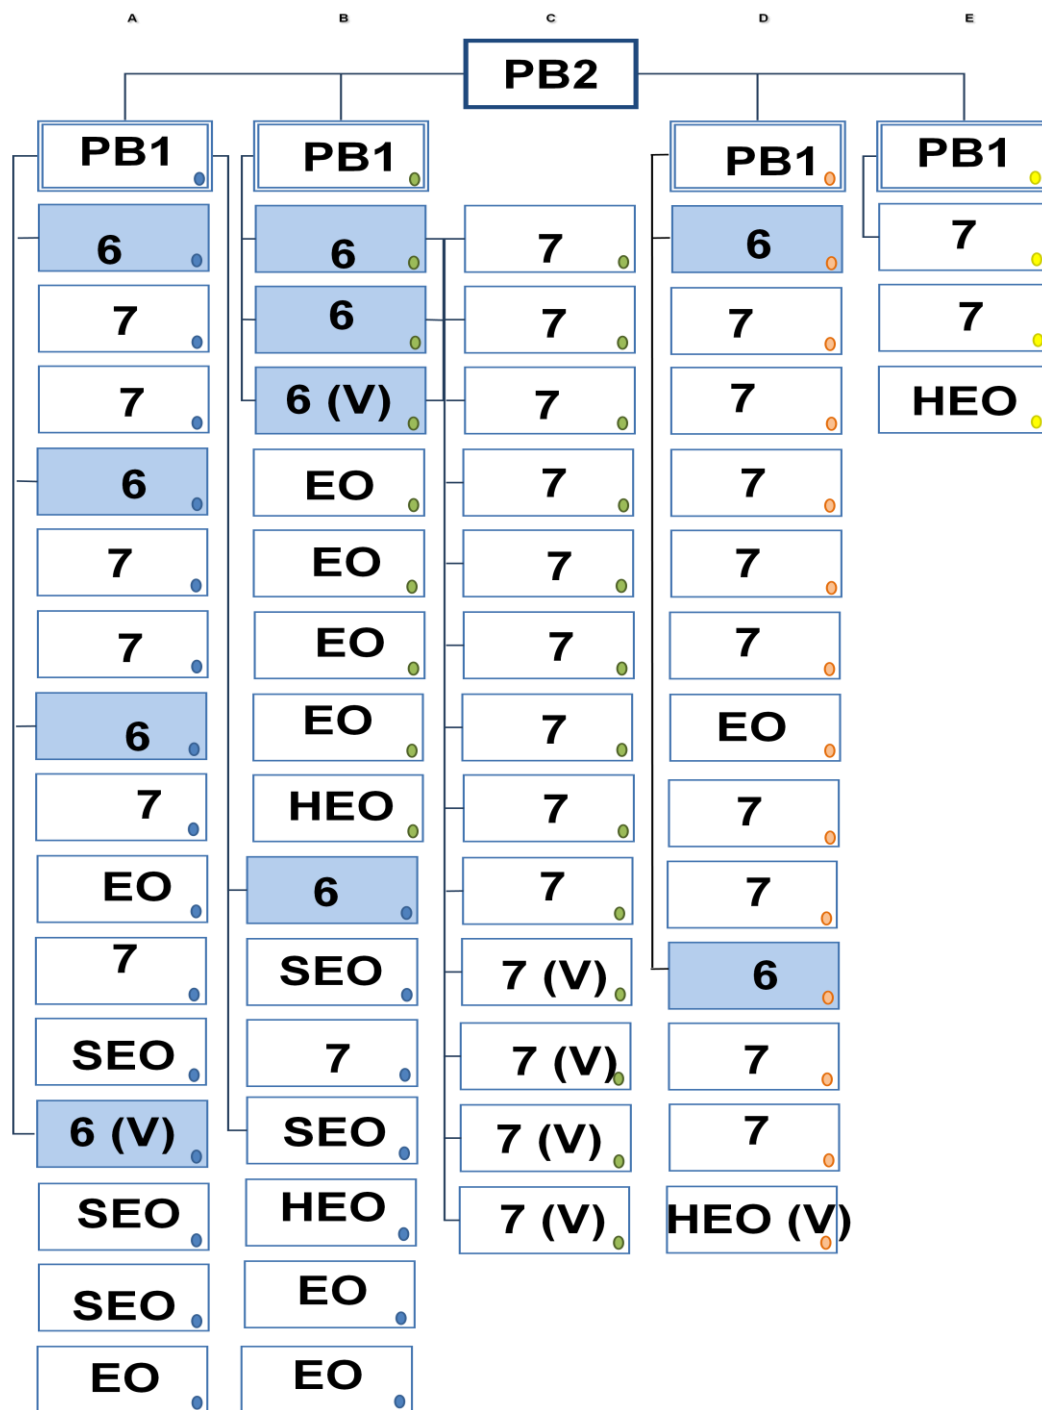 A B C D E
PB2
PB1 PB1 PB1 PB1
6 6 7 6 7
7 6 7 7 7
7 6 (V) 7 7 HEO
6 EO 7 7
7 EO 7 7
7 EO 7 7
6 EO 7 EO
7 HEO 7 7
EO 6 7 7
7 SEO 7 (V) 6
SEO 7 7 (V) 7
6 (V) SEO 7 (V) 7
SEO HEO 7 (V) HEO (V)
SEO EO
EO EO